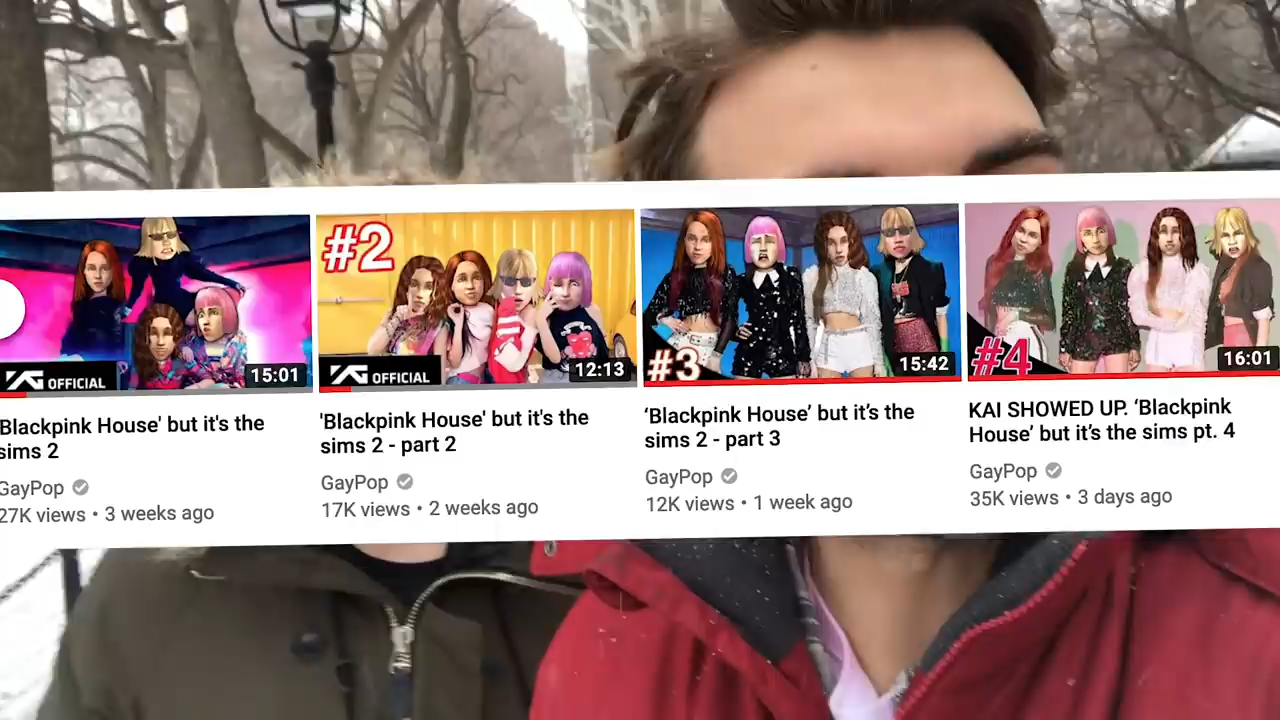 YG OFFICIAL
15:01
'Blackpink House' but it's the
sims 2
GayPop
27K views • 3 weeks ago
#2
YG OFFICIAL
12:13
'Blackpink House' but it's the
sims 2 - part 2
GayPop
17K views • 2 weeks ago
#3
15:42
‘Blackpink House’ but it’s the
sims 2 - part 3
GayPop
12K views • 1 week ago
#4
16:01
KAI SHOWED UP. ‘Blackpink
House’ but it’s the sims pt. 4
GayPop
35K views • 3 days ago